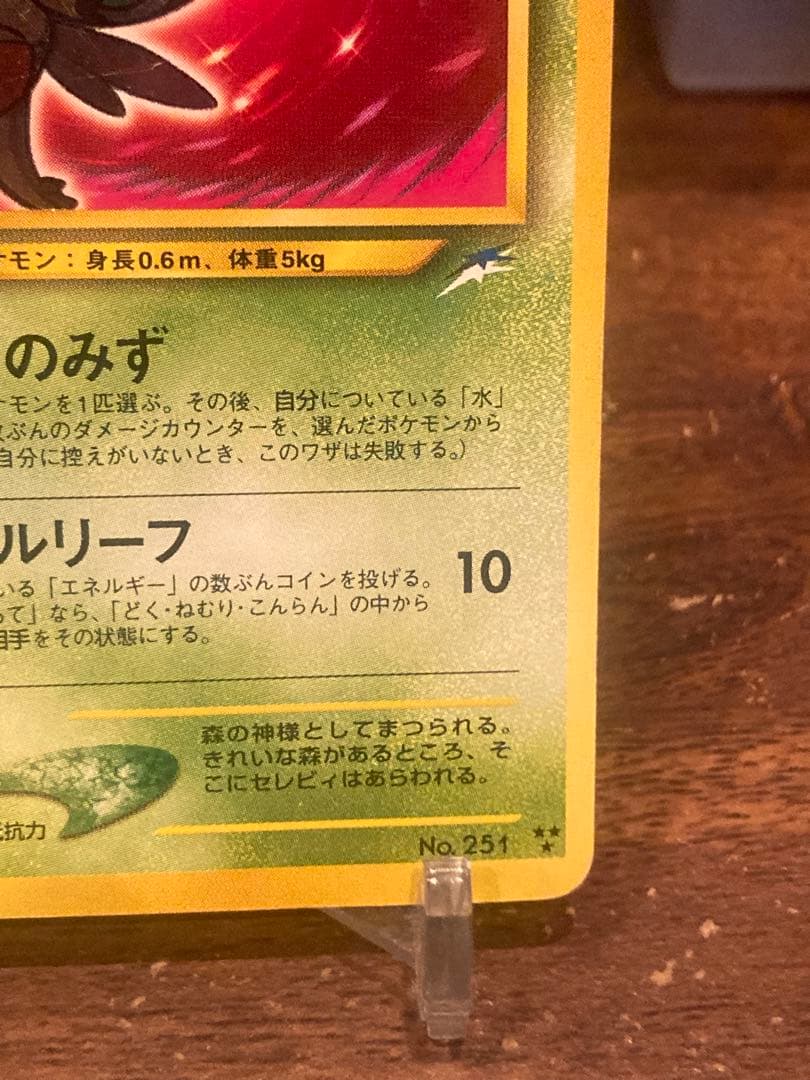 ケモン：身長0.6m、体重5kg
のみず
ケモンを1匹選ぶ。その後、自分についている「水」
数ぶんのダメージカウンターを、選んだポケモンから
自分に控えがいないとき、このワザは失敗する。）
ルリーフ
いる「エネルギー」の数ぶんコインを投げる。
10
もて」なら、「どく・ねむり・こんらん」の中から
相手をその状態にする。
森の神様としてまつられる。
きれいな森があるところ、そ
こにセレビィはあらわれる。
抵抗力
No. 251